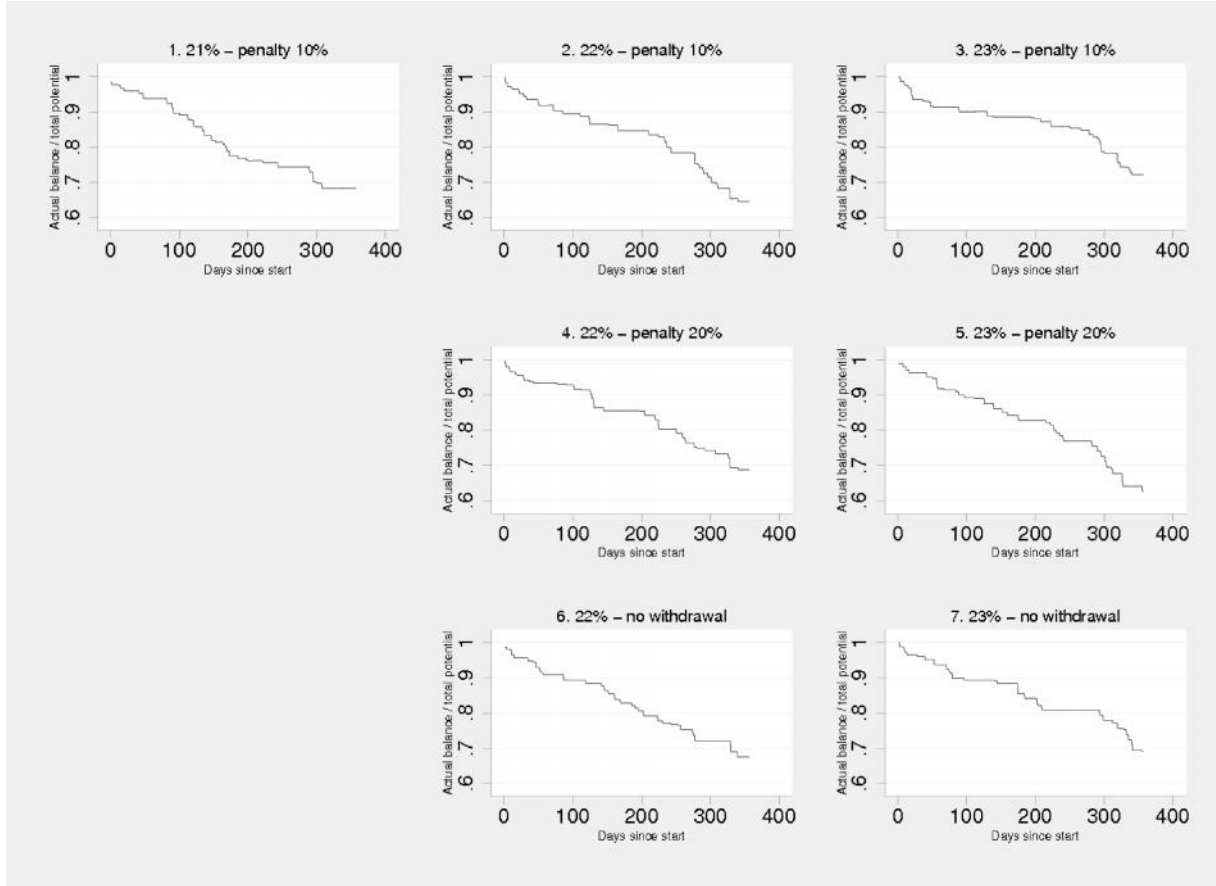 1. 21% – penalty 10%
Actual balance / total potential
1
.9
.8
.7
.6
0 100 200 300 400
Days since start
2. 22% – penalty 10%
Actual balance / total potential
1
.9
.8
.7
.6
0 100 200 300 400
Days since start
3. 23% – penalty 10%
Actual balance / total potential
1
.9
.8
.7
.6
0 100 200 300 400
Days since start
4. 22% – penalty 20%
Actual balance / total potential
1
.9
.8
.7
.6
0 100 200 300 400
Days since start
5. 23% – penalty 20%
Actual balance / total potential
1
.9
.8
.7
.6
0 100 200 300 400
Days since start
6. 22% – no withdrawal
Actual balance / total potential
1
.9
.8
.7
.6
0 100 200 300 400
Days since start
7. 23% – no withdrawal
Actual balance / total potential
1
.9
.8
.7
.6
0 100 200 300 400
Days since start